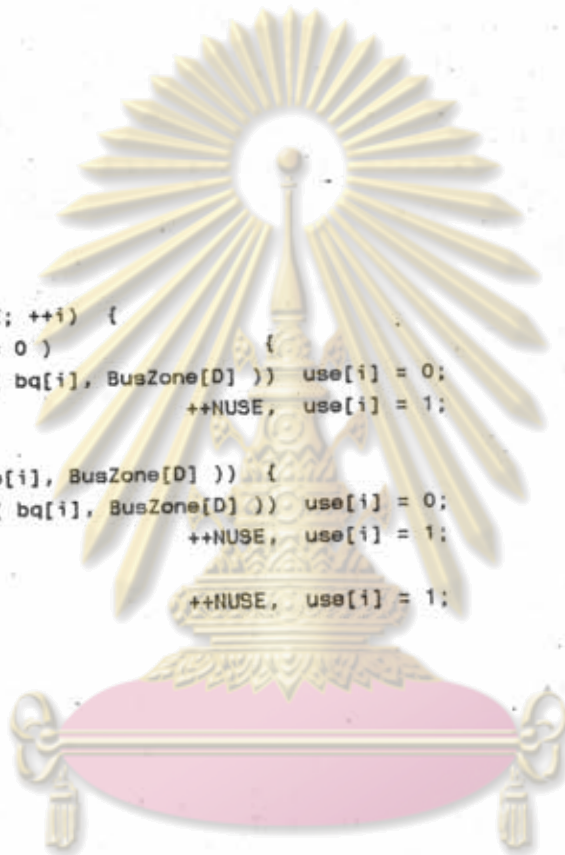 ; ++i) {
0 ) {
bq[i], BusZone[D] )) use[i] = 0;
++NUSE, use[i] = 1;
[i], BusZone[D] )) {
( bq[i], BusZone[D] )) use[i] = 0;
++NUSE, use[i] = 1;
++NUSE, use[i] = 1;